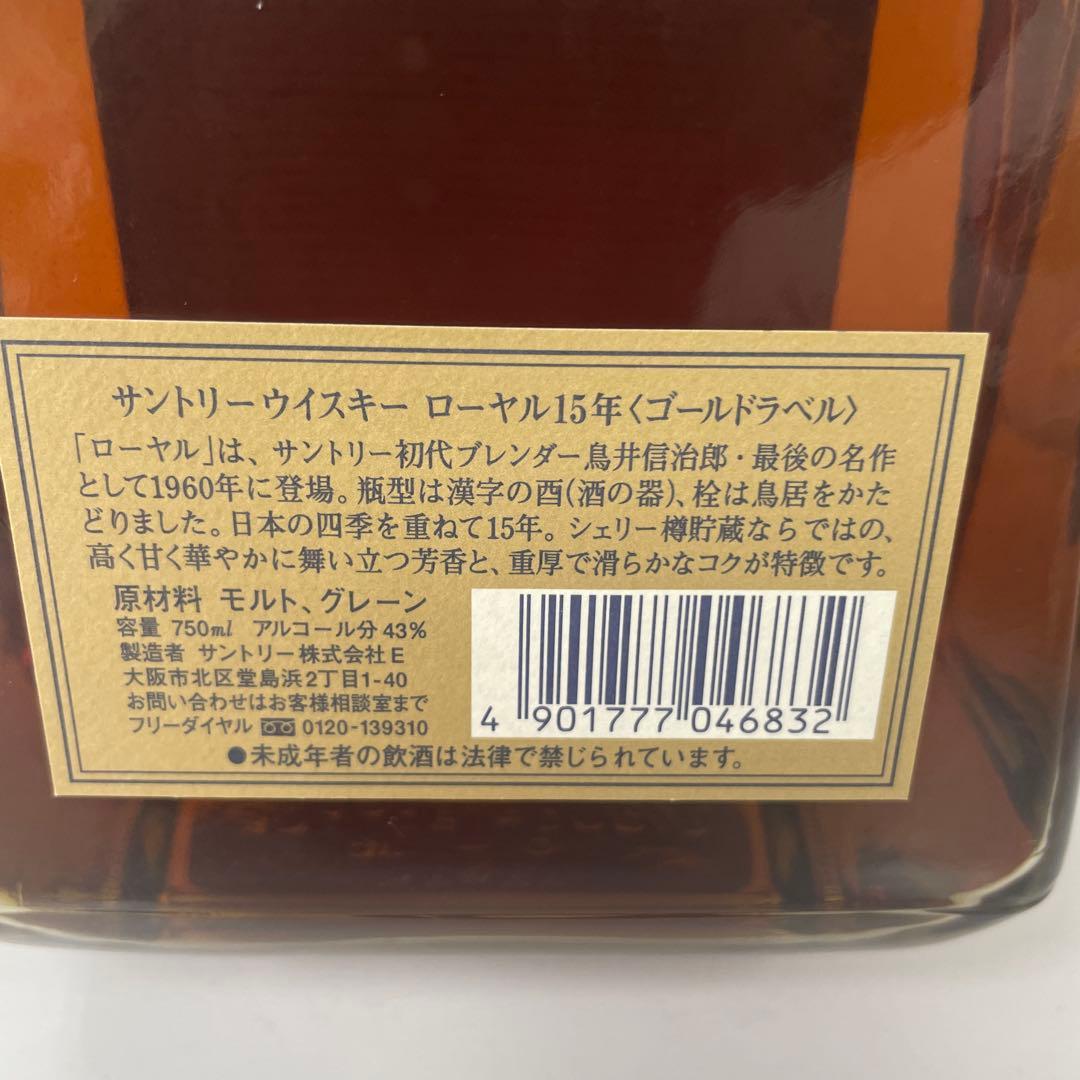 サントリーウイスキー ローヤル15年〈ゴールドラベル〉
「ローヤル」は、サントリー初代ブレンダー鳥井信治郎・最後の名作
として1960年に登場。瓶型は漢字の酉(酒の器)、栓は鳥居をかた
どりました。日本の四季を重ねて15年。シェリー樽貯蔵ならではの、
高く甘く華やかに舞い立つ芳香と、重厚で滑らかなコクが特徴です。
原材料 モルト、グレーン
容量 750ml アルコール分43%
製造者 サントリー株式会社E
大阪市北区堂島浜2丁目1-40
お問い合わせはお客様相談室まで
フリーダイヤル 0120-139310
4 901777 046832
●未成年者の飲酒は法律で禁じられています。